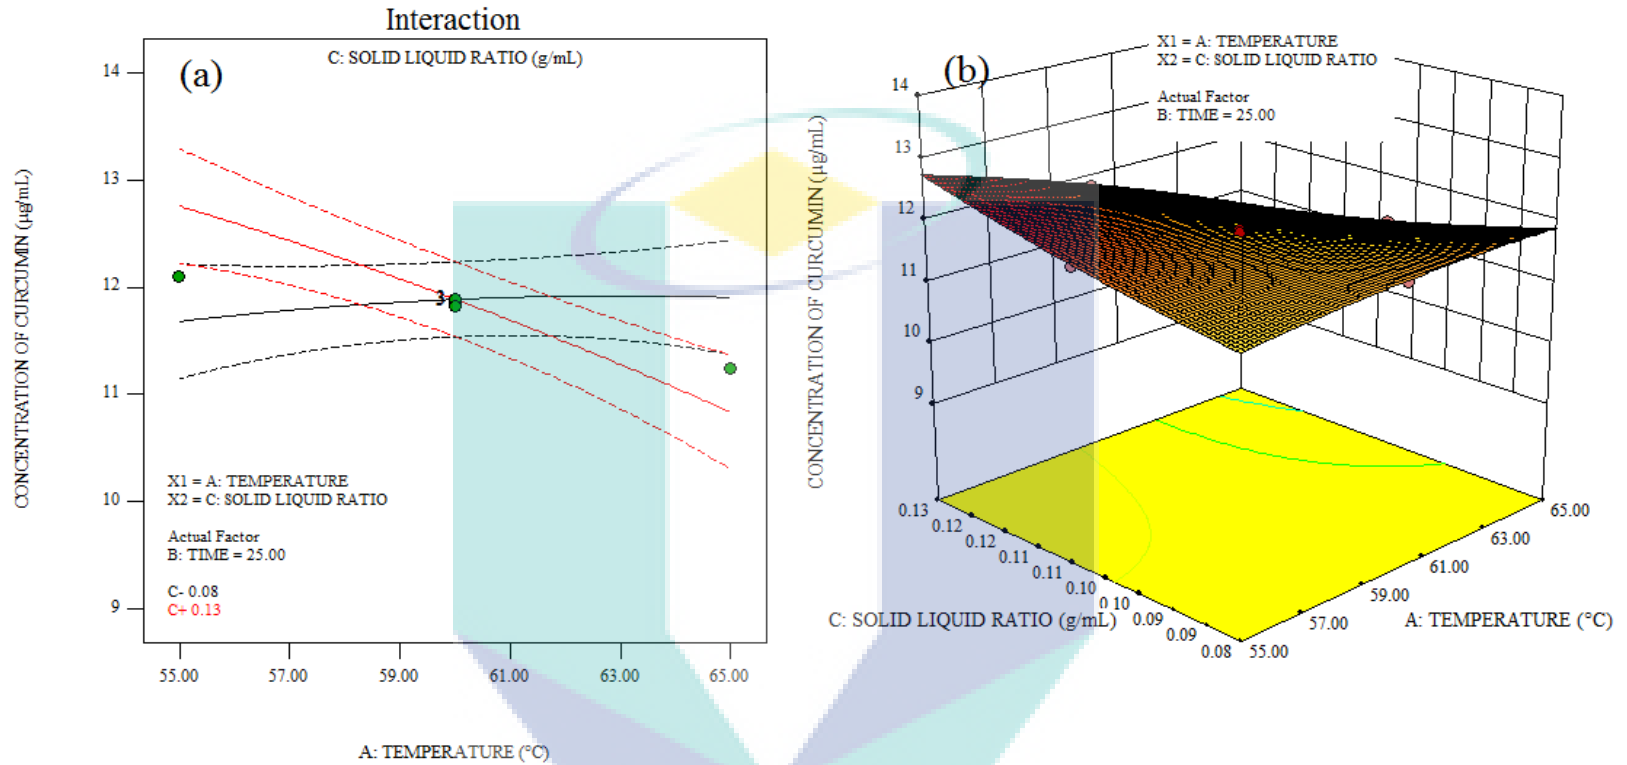 Interaction
C: SOLID LIQUID RATIO (g/mL)
(a)
14
13
12
11
10
9
CONCENTRATION OF CURCUMIN (µg/mL)
3
X1 = A: TEMPERATURE
X2 = C: SOLID LIQUID RATIO
Actual Factor
B: TIME = 25.00
C- 0.08
C+ 0.13
55.00
57.00
59.00
61.00
63.00
65.00
A: TEMPERATURE (°C)
(b)
X1 = A: TEMPERATURE
X2 = C: SOLID LIQUID RATIO
Actual Factor
B: TIME = 25.00
14
13
12
11
10
9
CONCENTRATION OF CURCUMIN (µg/mL)
0.13
0.12
0.12
0.11
0.11
0.10
0.10
0.09
0.09
0.08
C: SOLID LIQUID RATIO (g/mL)
55.00
57.00
59.00
61.00
63.00
65.00
A: TEMPERATURE (°C)